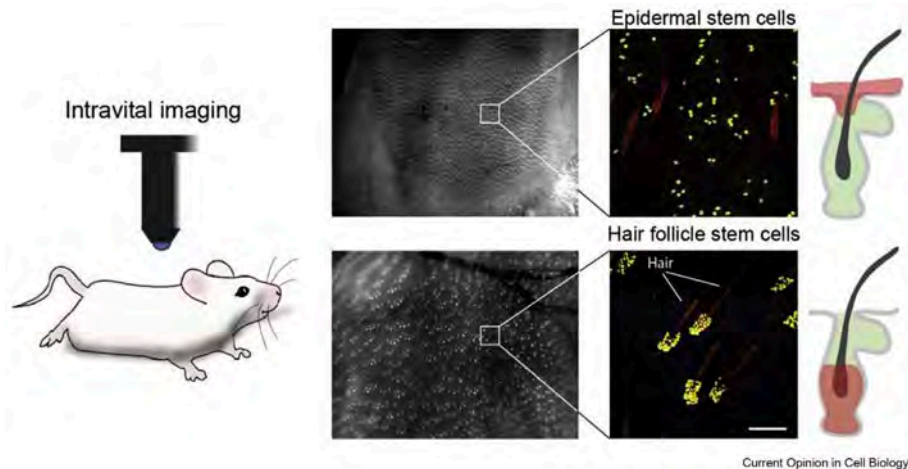 Intravital imaging
Epidermal stem cells
Hair follicle stem cells
Hair
Current Opinion in Cell Biology